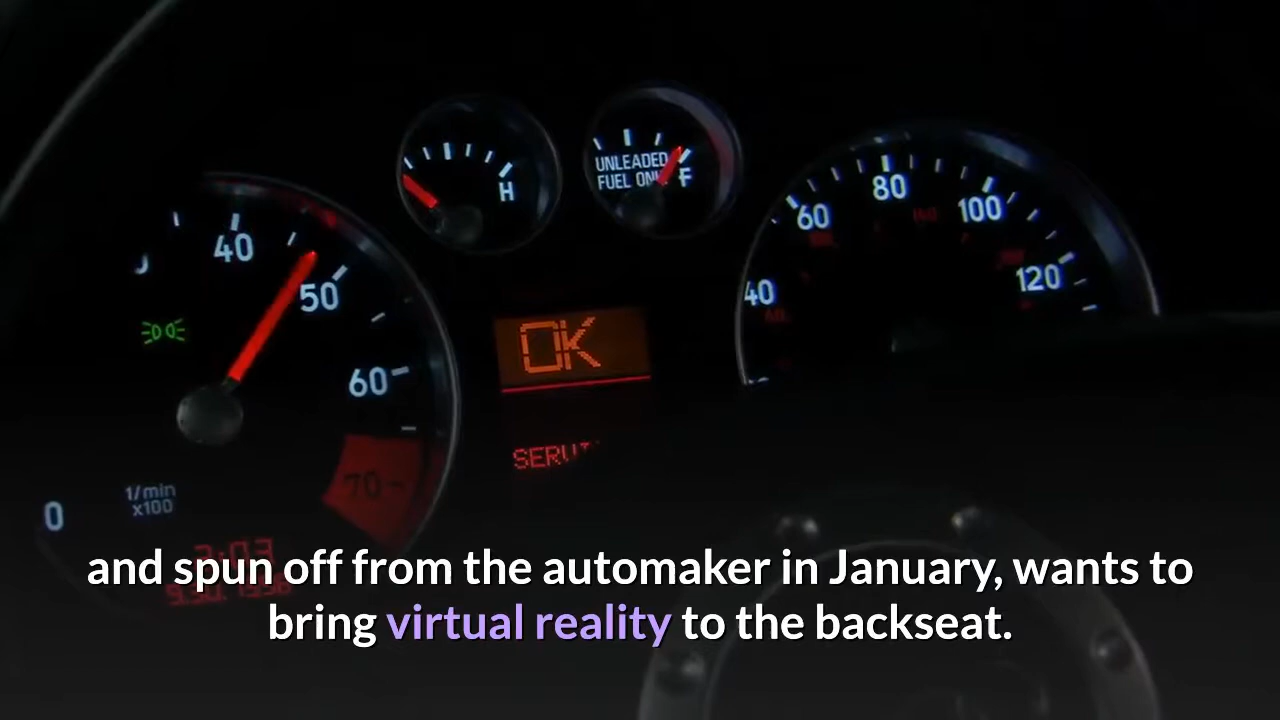 40
50
60
70
0
1/min
x100
H
UNLEADED
FUEL ONLY
F
OK
40
60
80
100
120
and spun off from the automaker in January, wants to
bring virtual reality to the backseat.